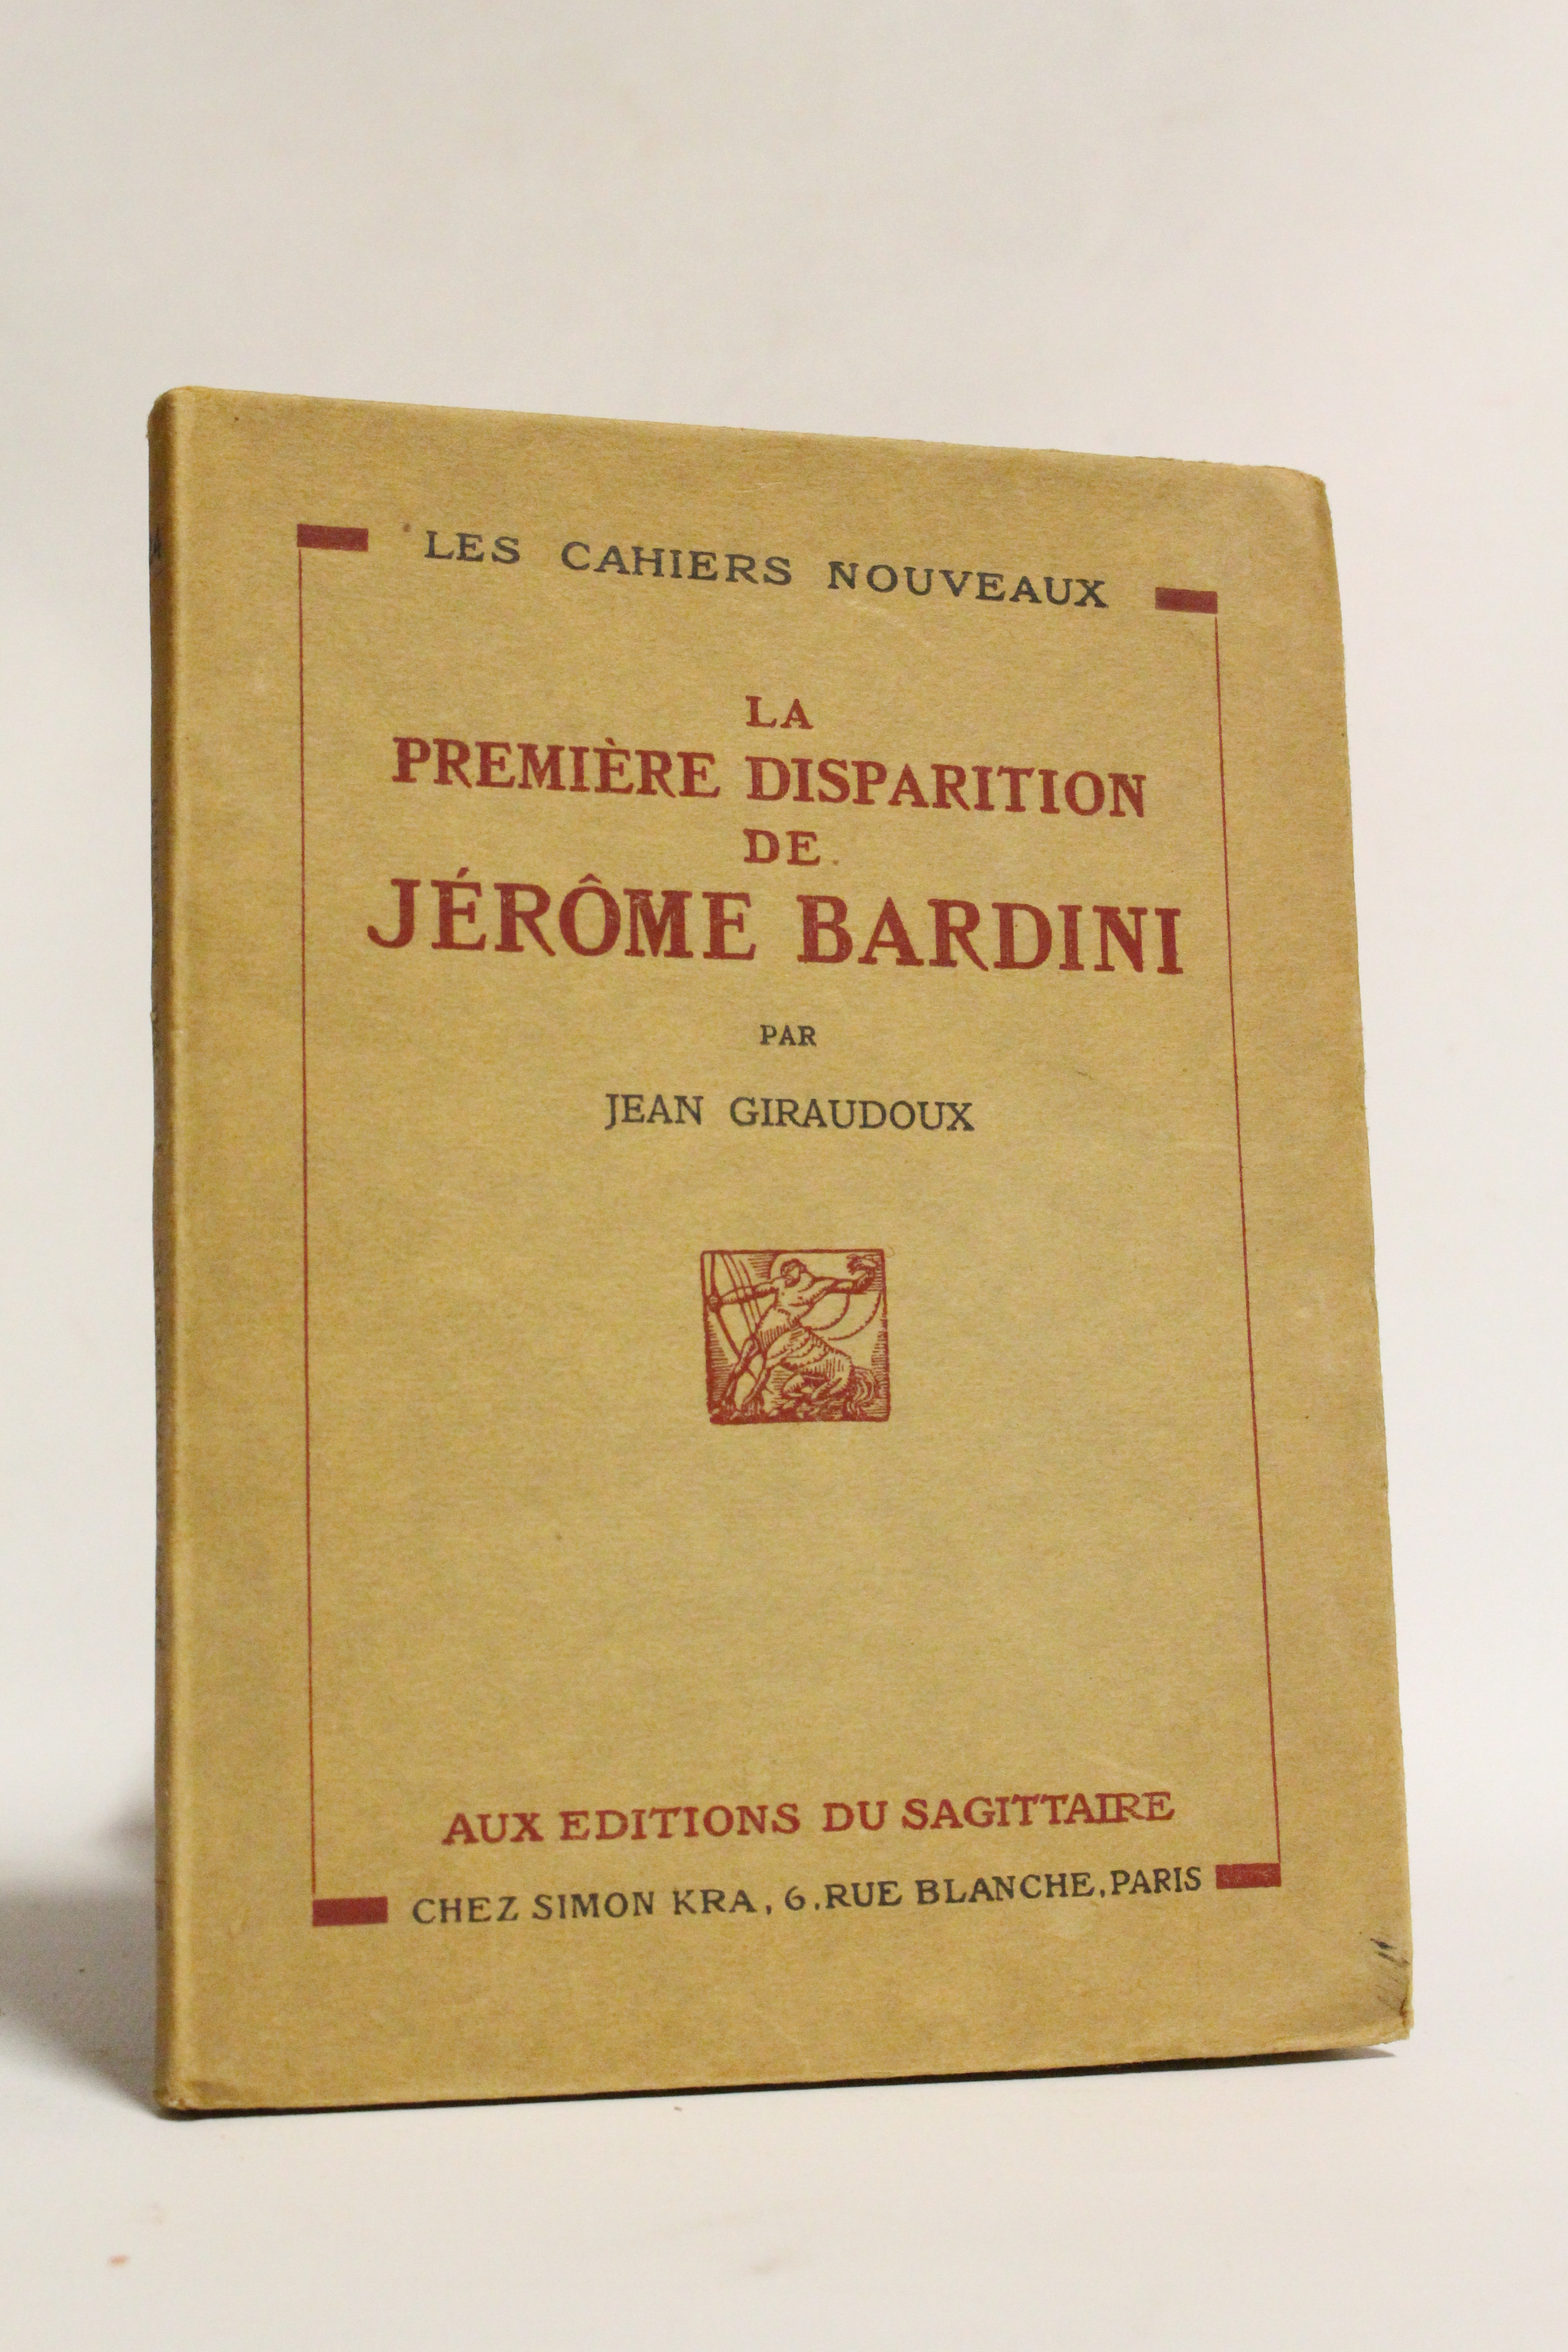 LES CAHIERS NOUVEAUX
LA
PREMIÈRE DISPARITION
DE
JÉRÔME BARDINI
PAR
JEAN GIRAUDOUX
AUX EDITIONS DU SAGITTAIRE
CHEZ SIMON KRA, 6, RUE BLANCHE, PARIS